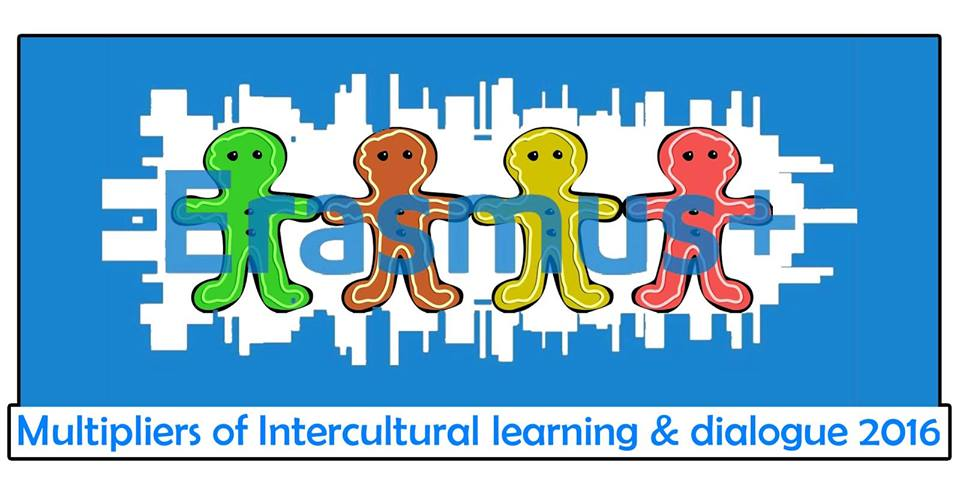 Erasmus+
Multipliers of Intercultural learning & dialogue 2016